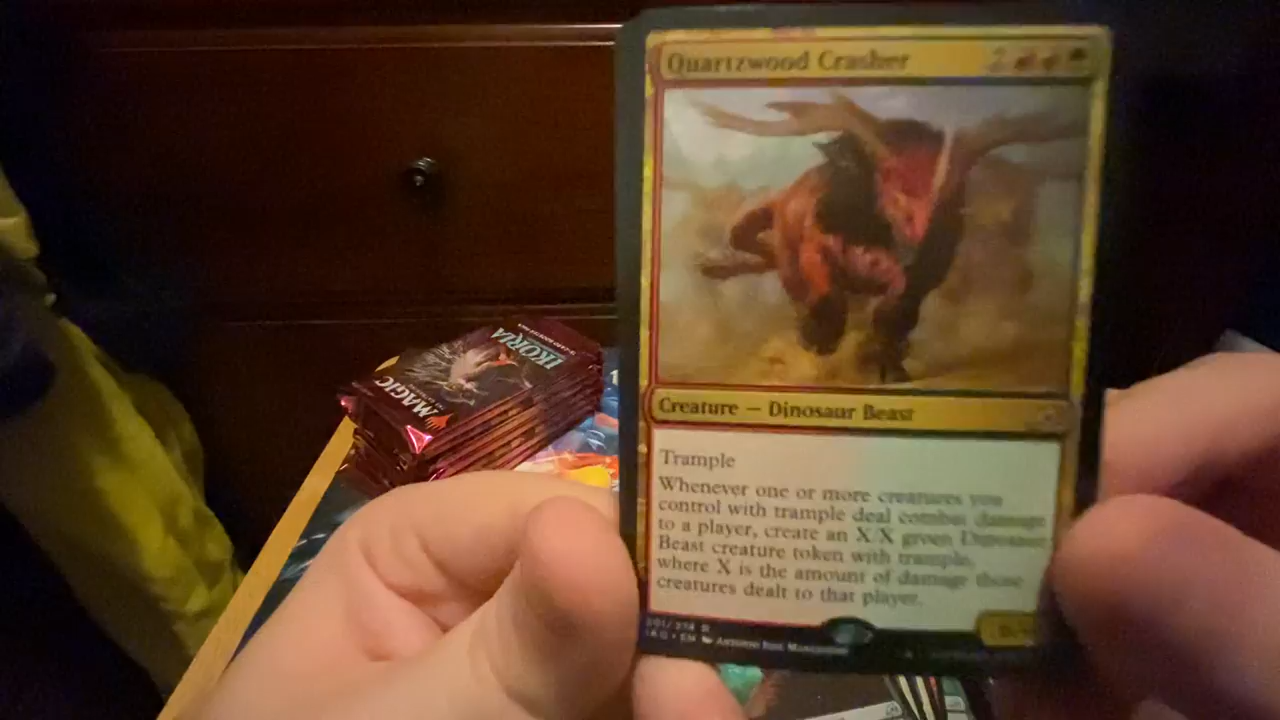 Quartzwood Crasher 2
Creature — Dinosaur Beast
Trample
Whenever one or more creatures you
control with trample deal combat damage
to a player, create an X/X green Dinosaur
Beast creature token with trample,
where X is the amount of damage those
creatures dealt to that player.
201/274 R
EN
MAGIC
IKORIA